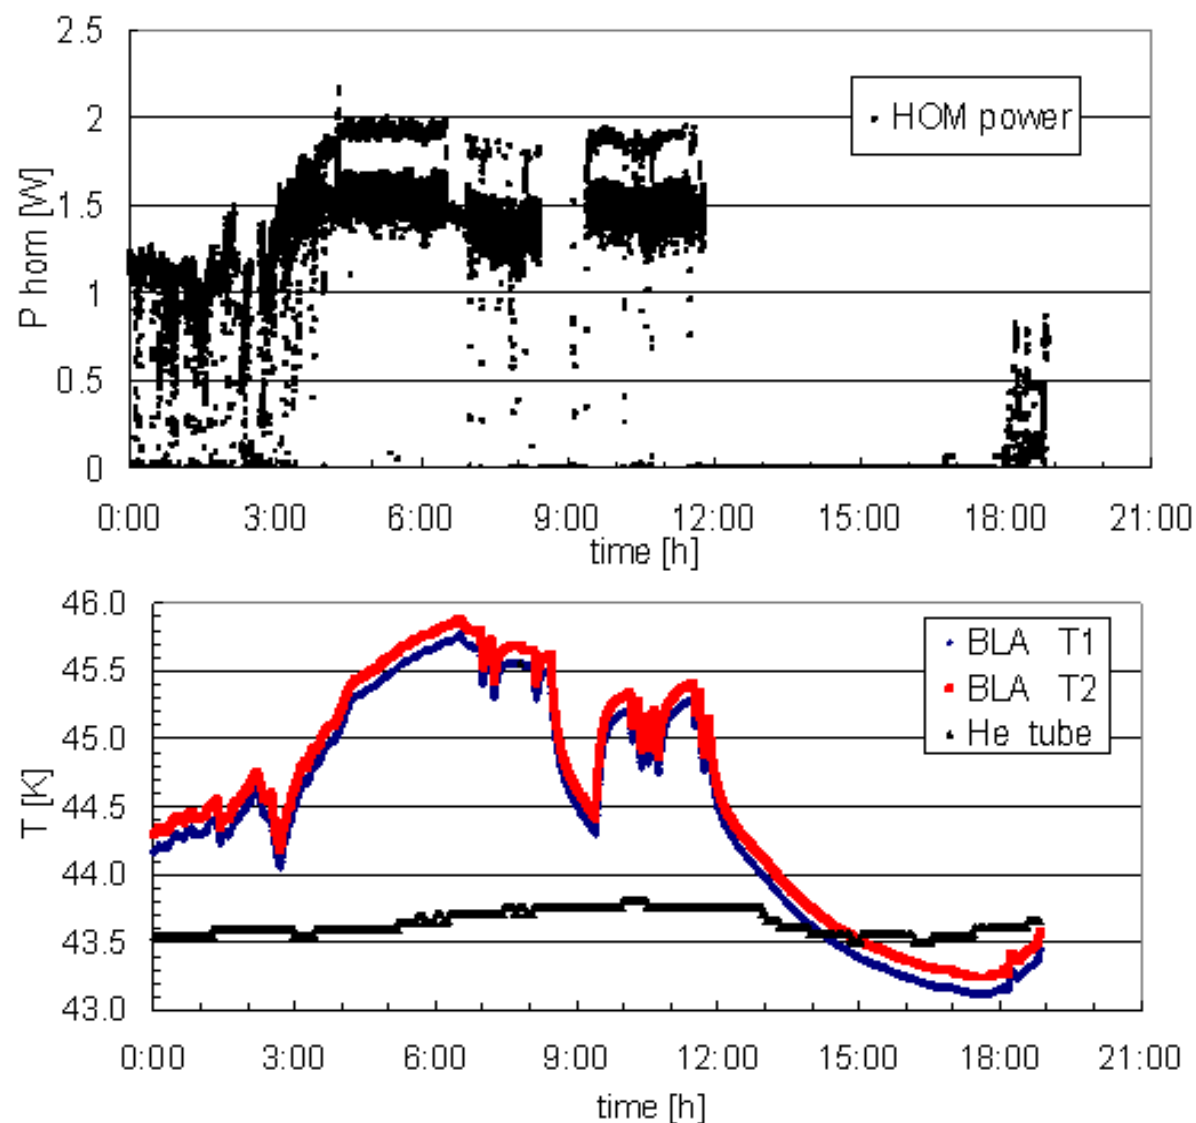 2.5
2
1.5
1
0.5
0
P hom [W]
HOM power
0:00 3:00 6:00 9:00 12:00 15:00 18:00 21:00
time [h]
46.0
45.5
45.0
44.5
44.0
43.5
43.0
T [K]
BLA T1
BLA T2
He tube
0:00 3:00 6:00 9:00 12:00 15:00 18:00 21:00
time [h]